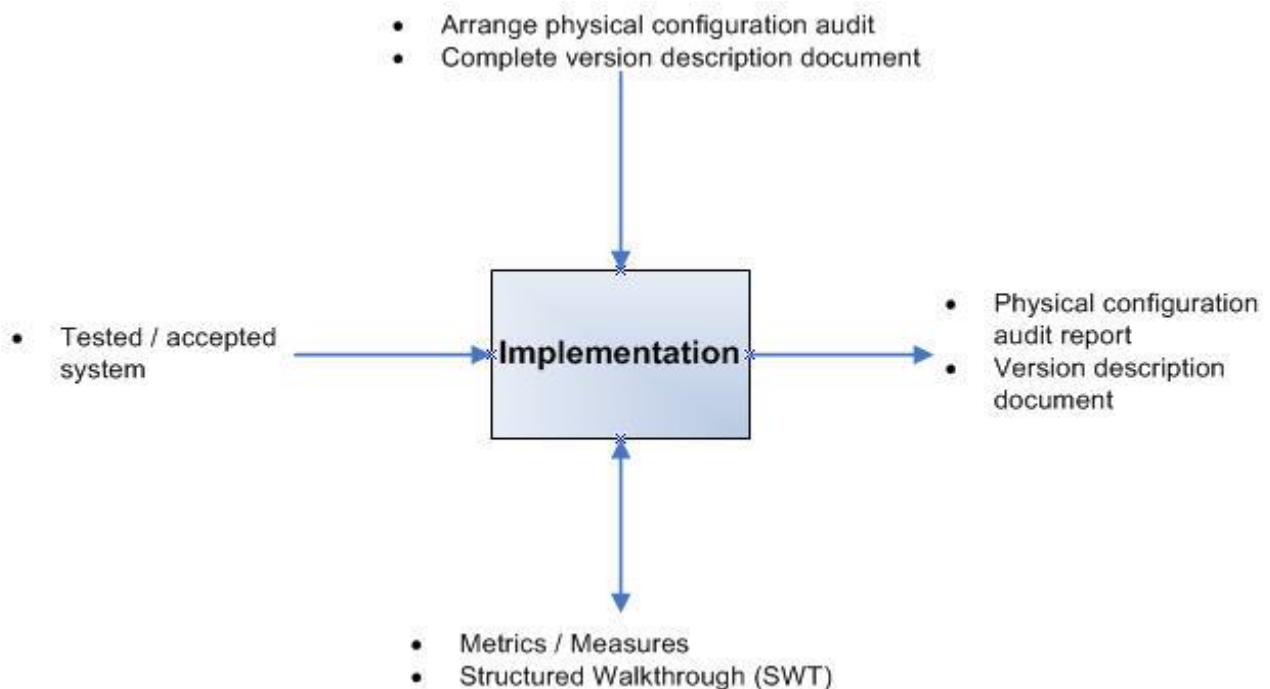 • Arrange physical configuration audit
• Complete version description document
• Tested / accepted
system
Implementation
• Physical configuration
audit report
• Version description
document
• Metrics / Measures
• Structured Walkthrough (SWT)